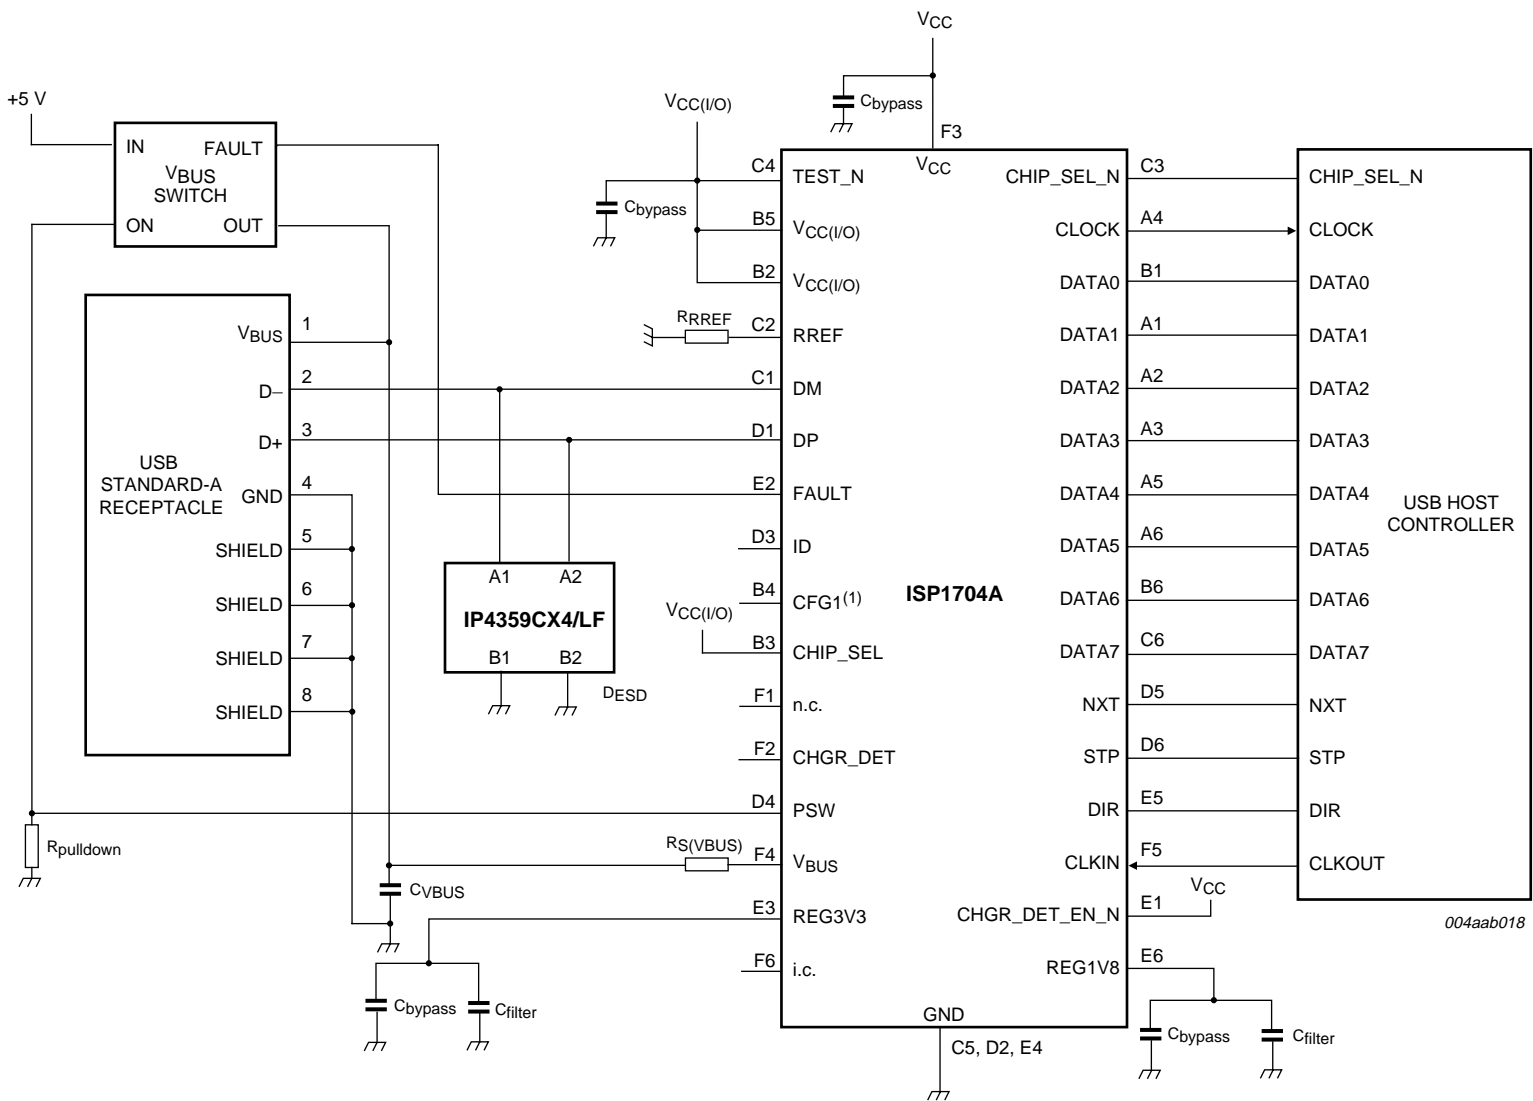 VCC
+5 V
VCC(I/O)
Cbypass
F3
IN
FAULT
VBUS
SWITCH
ON
OUT
Cbypass
C4
TEST_N
VCC
CHIP_SEL_N
C3
CHIP_SEL_N
B5
VCC(I/O)
CLOCK
A4
CLOCK
B2
VCC(I/O)
DATA0
B1
DATA0
VBUS
1
RRREF
C2
RREF
DATA1
A1
DATA1
D–
2
C1
DM
DATA2
A2
DATA2
D+
3
D1
DP
DATA3
A3
DATA3
USB
STANDARD-A
RECEPTACLE
GND
4
E2
FAULT
DATA4
A5
DATA4
USB HOST
CONTROLLER
SHIELD
5
D3
ID
DATA5
A6
DATA5
A1
A2
IP4359CX4/LF
B1
B2
DESD
SHIELD
6
B4
CFG1(1)
ISP1704A
DATA6
B6
DATA6
VCC(I/O)
SHIELD
7
B3
CHIP_SEL
DATA7
C6
DATA7
SHIELD
8
F1
n.c.
NXT
D5
NXT
F2
CHGR_DET
STP
D6
STP
D4
PSW
DIR
E5
DIR
Rpulldown
RS(VBUS)
F4
VBUS
CLKIN
F5
CLKOUT
CVBUS
VCC
E3
REG3V3
CHGR_DET_EN_N
E1
004aab018
F6
i.c.
REG1V8
E6
Cbypass
Cfilter
GND
C5, D2, E4
Cbypass
Cfilter